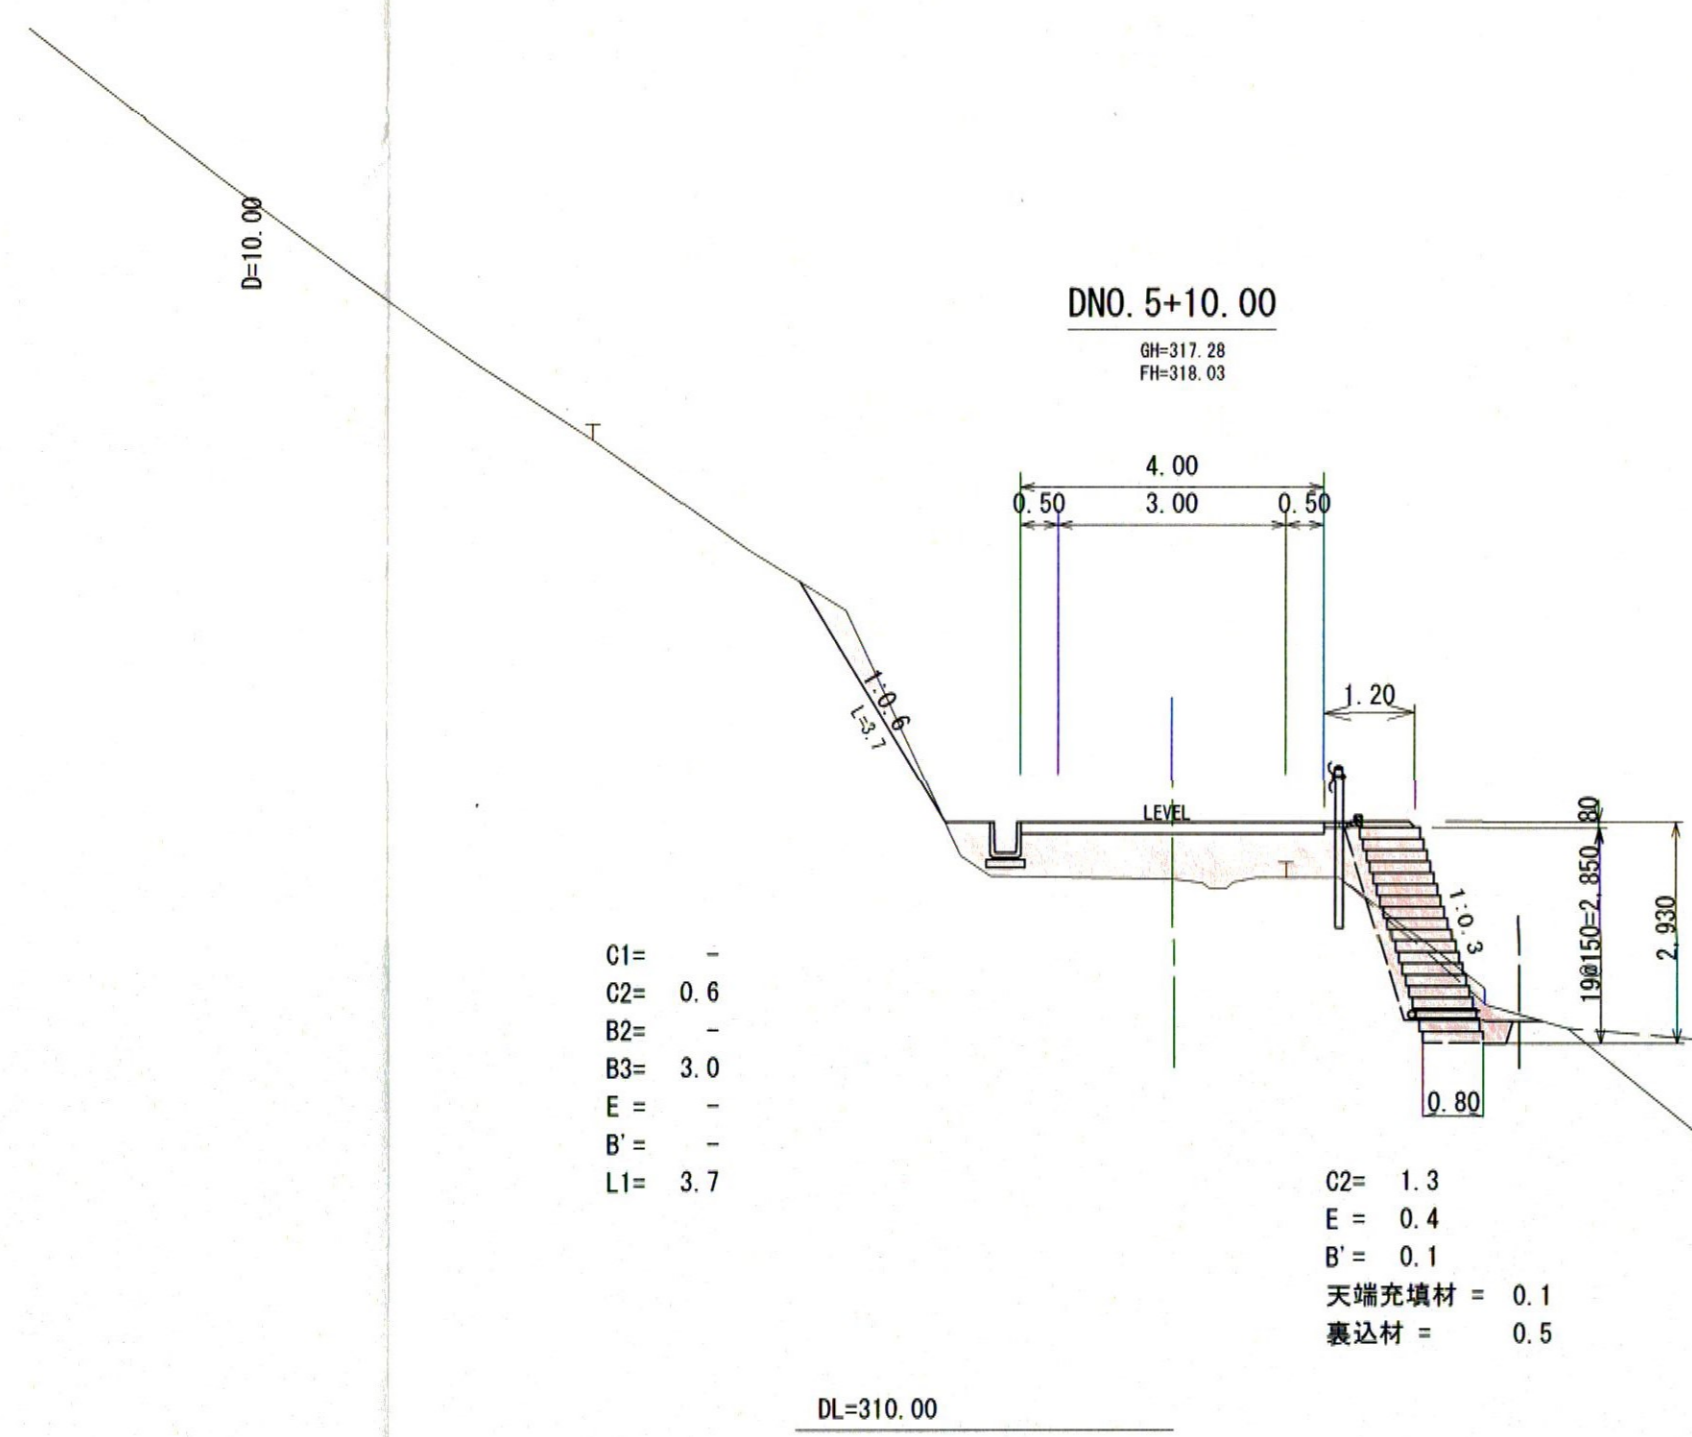 D=10.00
DNO. 5+10.00
GH=317.28
FH=318.03
T
4.00
0.50 3.00 0.50
1:0.6
l=3.7
1.20
LEVEL
T
80
19@150=2,850
2,930
1:0.3
0.80
C1= -
C2= 0.6
B2= -
B3= 3.0
E = -
B'= -
L1= 3.7
C2= 1.3
E = 0.4
B'= 0.1
天端充填材 = 0.1
裏込材 = 0.5
DL=310.00